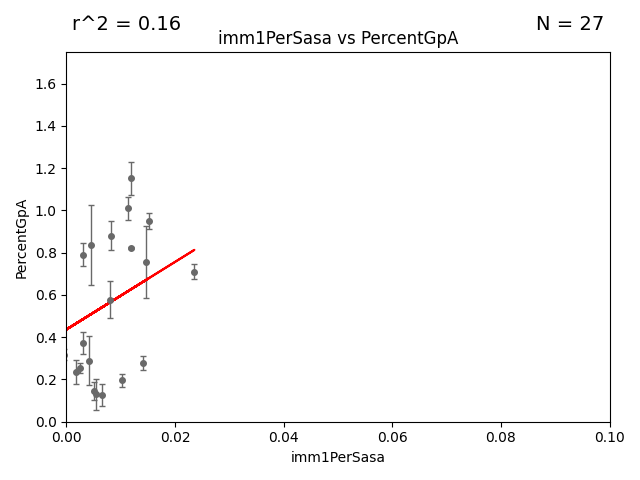 r^2 = 0.16
N = 27
imm1PerSasa vs PercentGpA
PercentGpA
1.6
1.4
1.2
1.0
0.8
0.6
0.4
0.2
0.0
0.00 0.02 0.04 0.06 0.08 0.10
imm1PerSasa